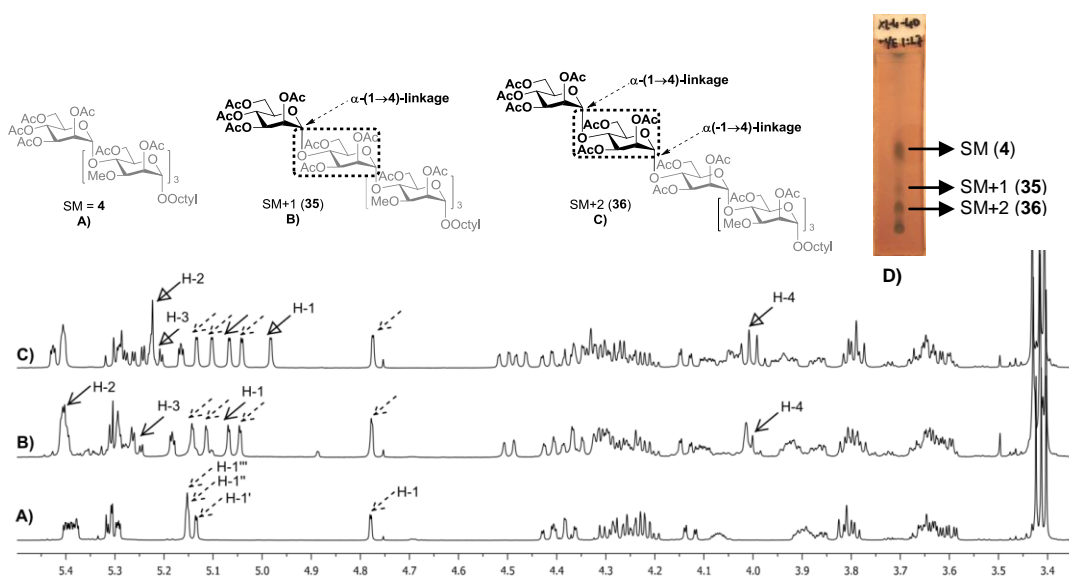 AcO OAc
AcO O
AcO AcO OAc
O O
MeO
3
OOctyl
SM = 4
A)
OAc
AcO OAc
AcO O
AcO
α-(1→4)-linkage
AcO OAc
O O
AcO
AcO OAc
O O
MeO
3
OOctyl
SM+1 (35)
B)
OAc
AcO OAc
AcO O
AcO
α-(1→4)-linkage
AcO OAc
O O
AcO
α(-1→4)-linkage
OAc
AcO
O O
AcO
AcO OAc
O O
MeO
3
OOctyl
SM+2 (36)
C)
SM (4)
SM+1 (35)
SM+2 (36)
D)
H-2
H-3
H-1
H-4
C)
H-2
H-3
H-1
H-4
B)
H-1'''
H-1''
H-1'
H-1
A)
5.4 5.3 5.2 5.1 5.0 4.9 4.8 4.7 4.6 4.5 4.4 4.3 4.2 4.1 4.0 3.9 3.8 3.7 3.6 3.5 3.4